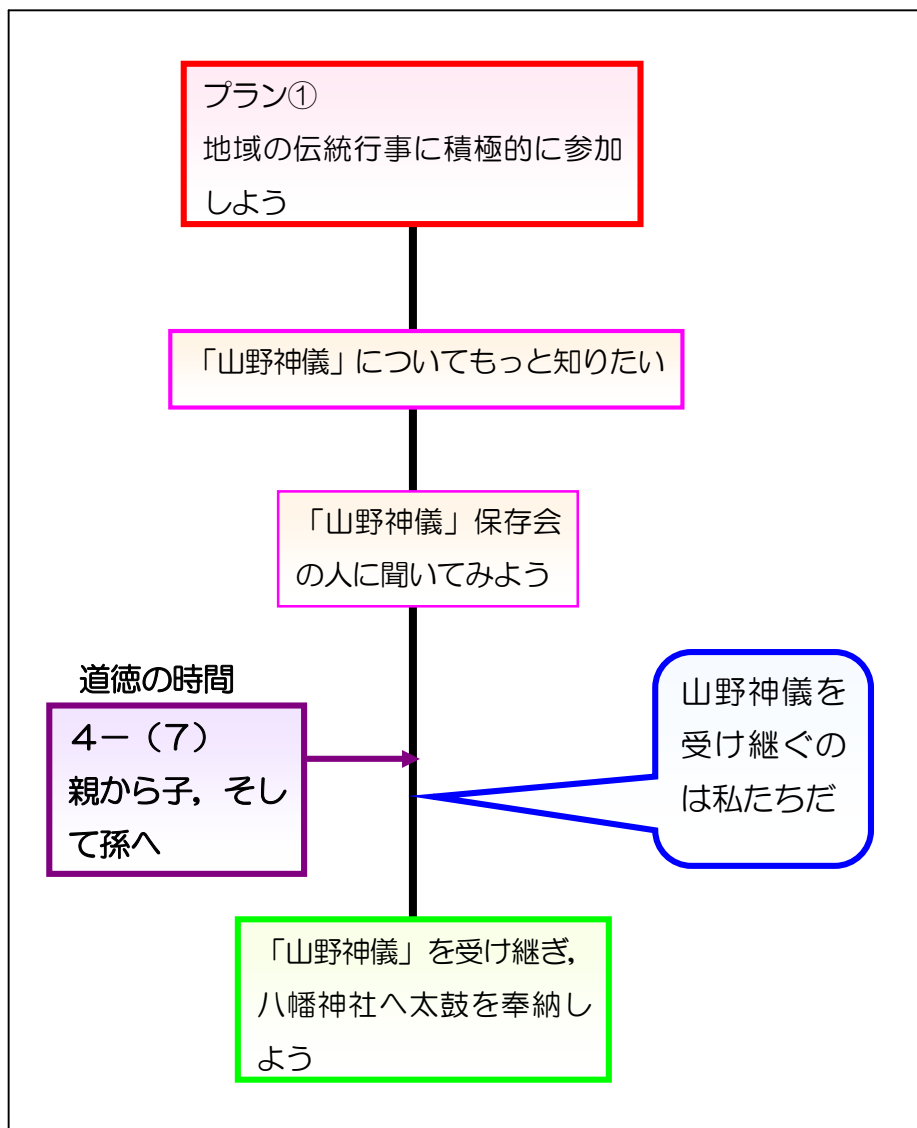 プラン①
地域の伝統行事に積極的に参加
しよう
「山野神儀」についてもっと知りたい
「山野神儀」保存会
の人に聞いてみよう
道徳の時間
４－（７）
親から子，そし
て孫へ
山野神儀を
受け継ぐの
は私たちだ
「山野神儀」を受け継ぎ，
八幡神社へ太鼓を奉納し
よう